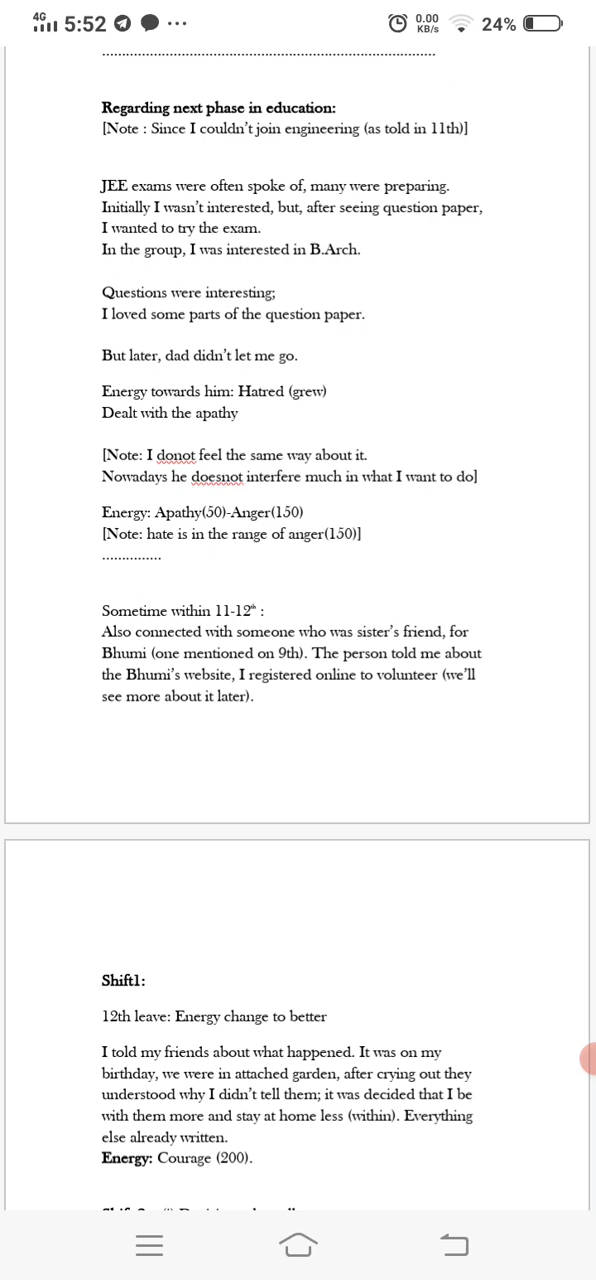 4G 5:52 ... 0.00 KB/s 24%
Regarding next phase in education:
[Note : Since I couldn't join engineering (as told in 11th)]
JEE exams were often spoke of, many were preparing.
Initially I wasn't interested, but, after seeing question paper,
I wanted to try the exam.
In the group, I was interested in B.Arch.
Questions were interesting;
I loved some parts of the question paper.
But later, dad didn't let me go.
Energy towards him: Hatred (grew)
Dealt with the apathy
[Note: I donot feel the same way about it.
Nowadays he doesnot interfere much in what I want to do]
Energy: Apathy(50)-Anger(150)
[Note: hate is in the range of anger(150)]
...............
Sometime within 11-12th :
Also connected with someone who was sister's friend, for
Bhumi (one mentioned on 9th). The person told me about
the Bhumi's website, I registered online to volunteer (we'll
see more about it later).
Shift1:
12th leave: Energy change to better
I told my friends about what happened. It was on my
birthday, we were in attached garden, after crying out they
understood why I didn't tell them; it was decided that I be
with them more and stay at home less (within). Everything
else already written.
Energy: Courage (200).